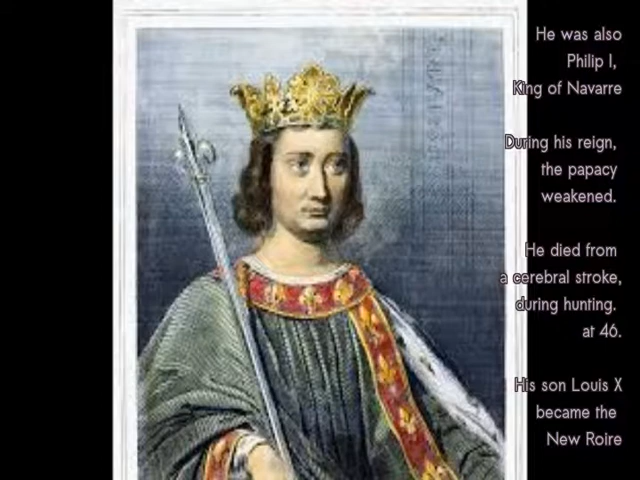 He was also
Philip I,
King of Navarre
During his reign,
the papacy
weakened.
He died from
a cerebral stroke,
during hunting.
at 46.
His son Louis X
became the
New Roire